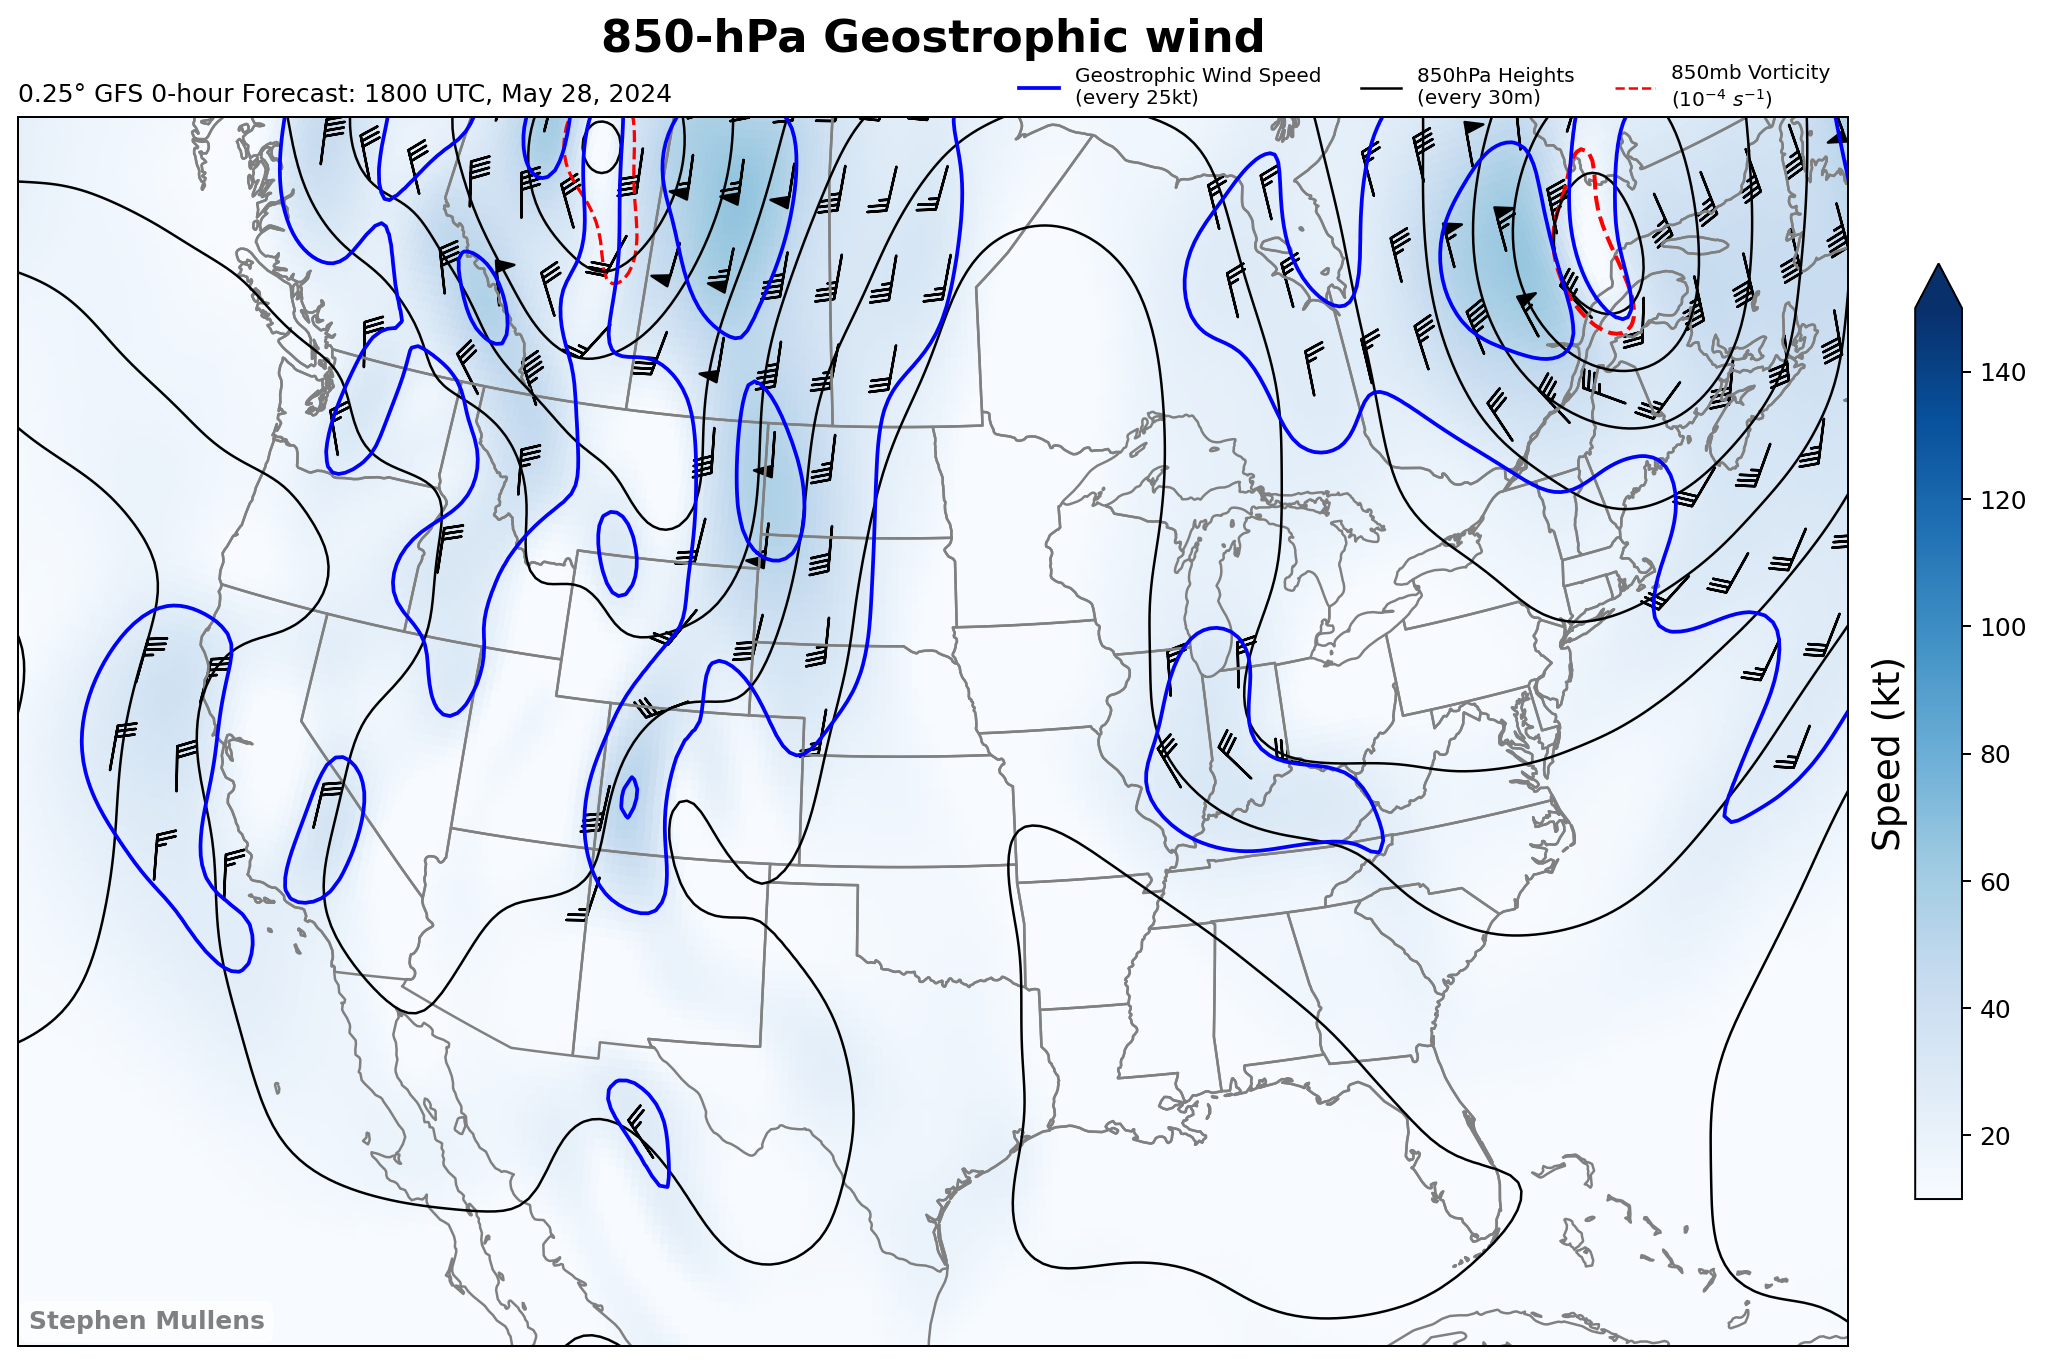 850-hPa Geostrophic wind
0.25° GFS 0-hour Forecast: 1800 UTC, May 28, 2024
Geostrophic Wind Speed
(every 25kt)
850hPa Heights
(every 30m)
850mb Vorticity
(10⁻⁴ s⁻¹)
140
120
100
80
60
40
20
Speed (kt)
Stephen Mullens